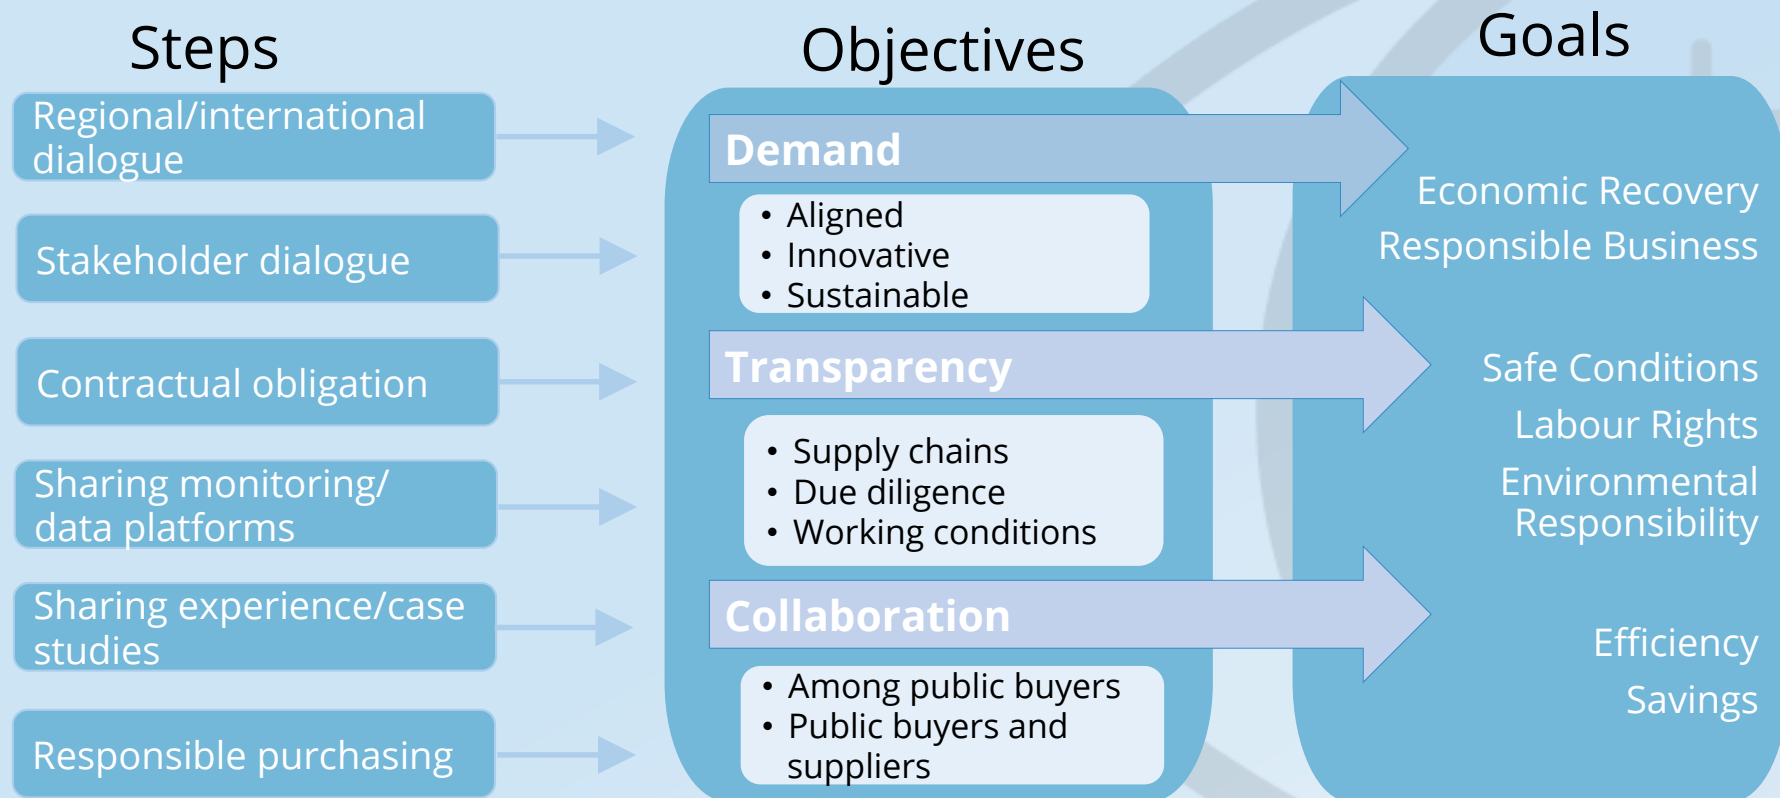 Steps
Regional/international
dialogue
Stakeholder dialogue
Contractual obligation
Sharing monitoring/
data platforms
Sharing experience/case
studies
Responsible purchasing
Objectives
Demand
• Aligned
• Innovative
• Sustainable
Transparency
• Supply chains
• Due diligence
• Working conditions
Collaboration
• Among public buyers
• Public buyers and
suppliers
Goals
Economic Recovery
Responsible Business
Safe Conditions
Labour Rights
Environmental
Responsibility
Efficiency
Savings